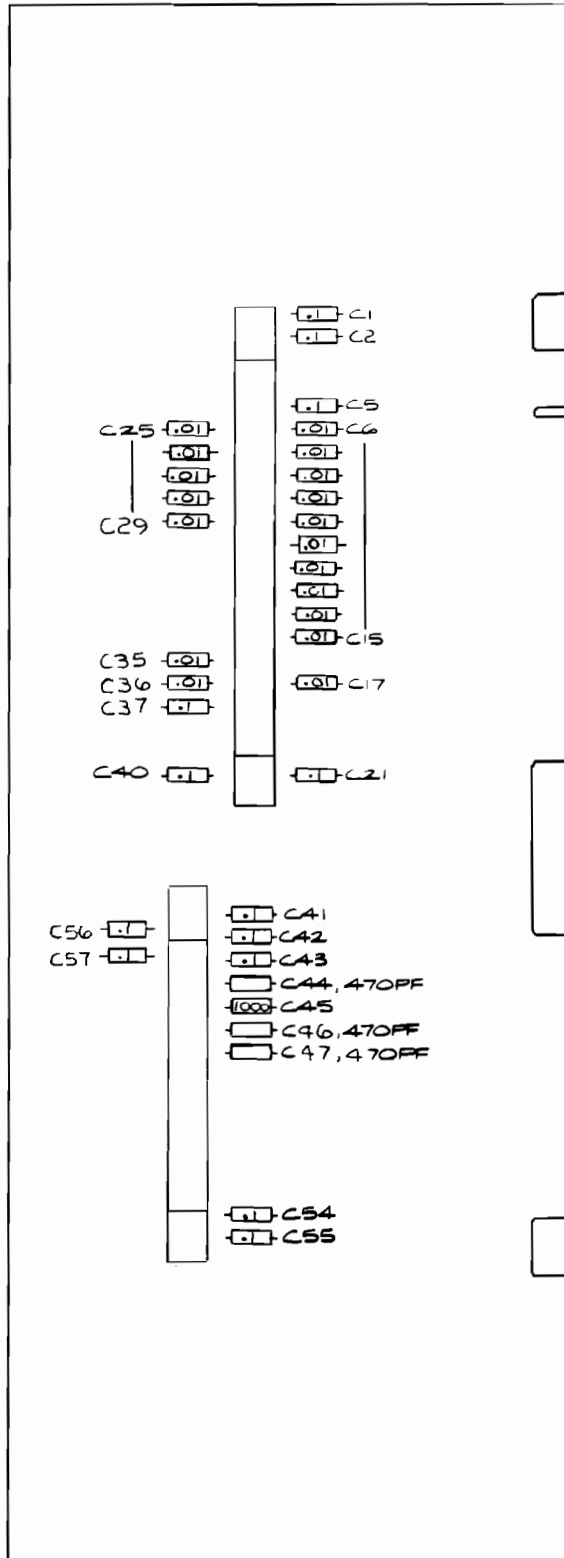 .1 C1
.1 C2
.1 C5
C25 .01 .01 C6
.01 .01
.01 .01
.01 .01
C29 .01 .01
.01
.01
.01
.01
.01 C15
C35 .01
C36 .01 .01 C17
C37 .1
C40 .1 .1 C21
.1 C41
C56 .1
.1 C42
C57 .1 .1 C43
C44, 470PF
1000 C45
C46, 470PF
C47, 470PF
.1 C54
.1 C55